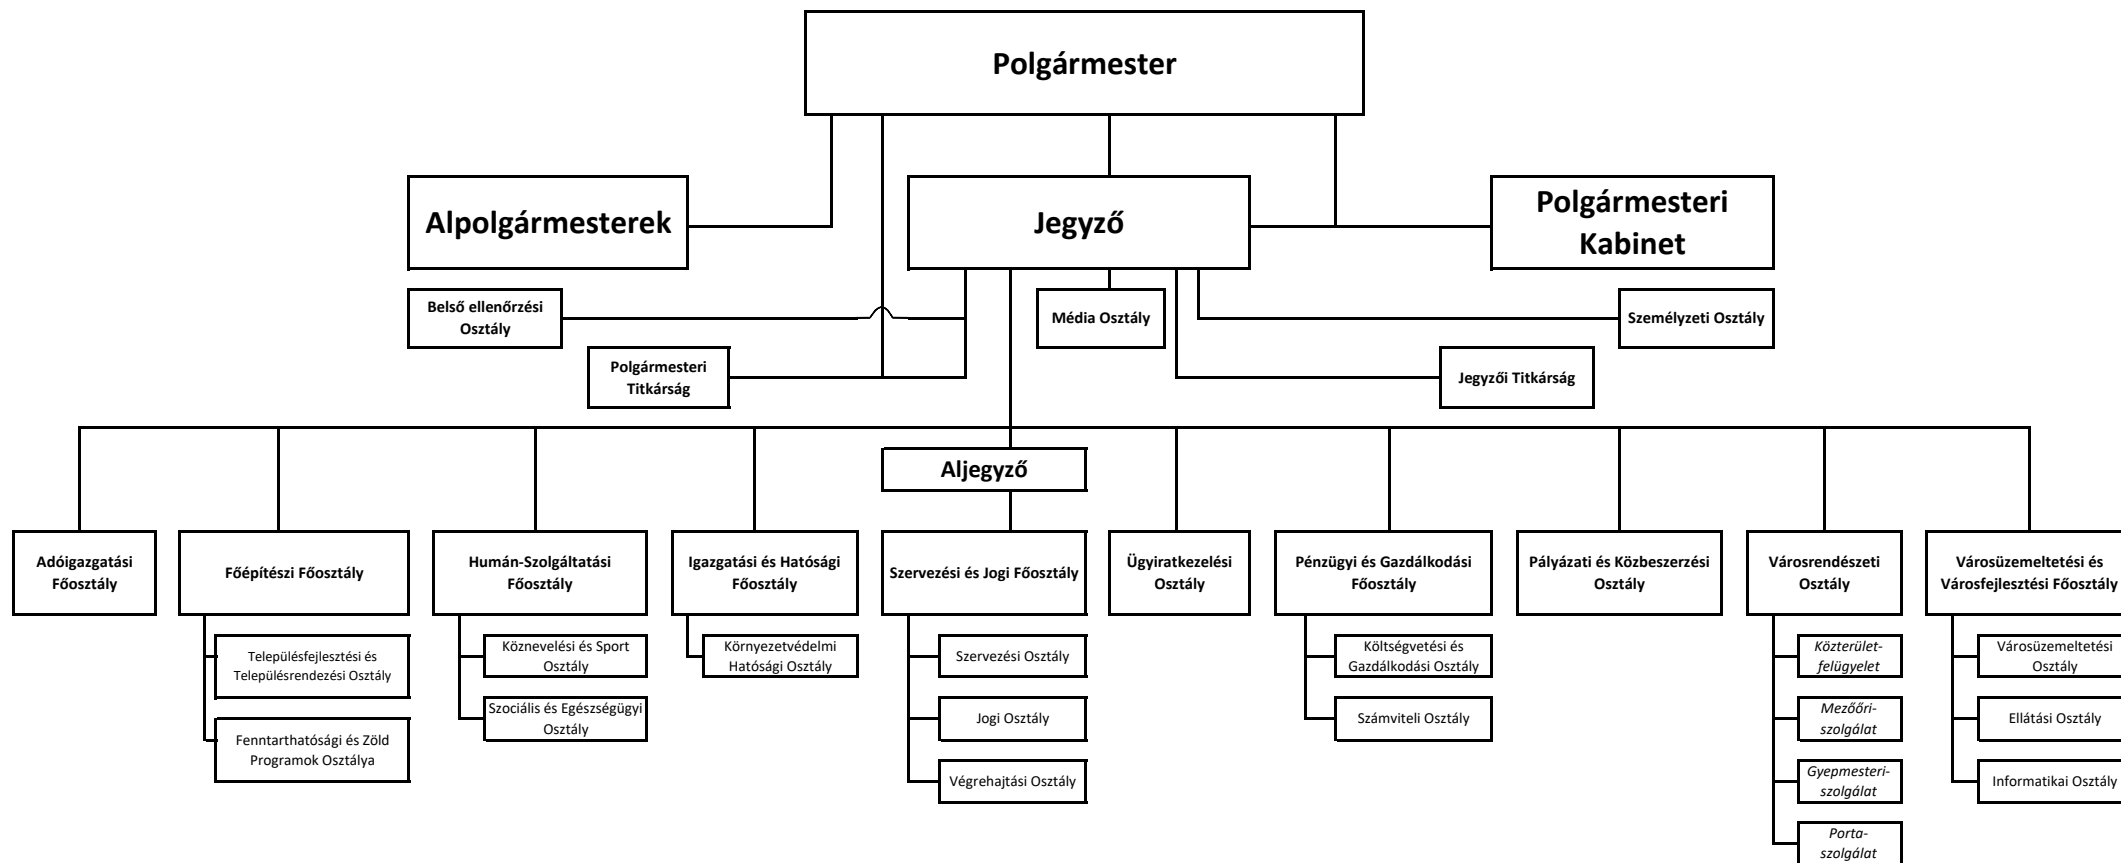 Polgármester
Alpolgármesterek
Jegyző
Polgármesteri
Kabinet
Belső ellenőrzési
Osztály
Média Osztály
Személyzeti Osztály
Polgármesteri
Titkárság
Jegyzői Titkárság
Aljegyző
Adóigazgatási
Főosztály
Főépítészi Főosztály
Humán-Szolgáltatási
Főosztály
Igazgatási és Hatósági
Főosztály
Szervezési és Jogi Főosztály
Ügyiratkezelési
Osztály
Pénzügyi és Gazdálkodási
Főosztály
Pályázati és Közbeszerzési
Osztály
Városrendészeti
Osztály
Városüzemeltetési és
Városfejlesztési Főosztály
Településfejlesztési és
Településrendezési Osztály
Fenntarthatósági és Zöld
Programok Osztálya
Köznevelési és Sport
Osztály
Szociális és Egészségügyi
Osztály
Környezetvédelmi
Hatósági Osztály
Szervezési Osztály
Jogi Osztály
Végrehajtási Osztály
Költségvetési és
Gazdálkodási Osztály
Számviteli Osztály
Közterület-
felügyelet
Mezőőri-
szolgálat
Gyepmesteri-
szolgálat
Porta-
szolgálat
Városüzemeltetési
Osztály
Ellátási Osztály
Informatikai Osztály